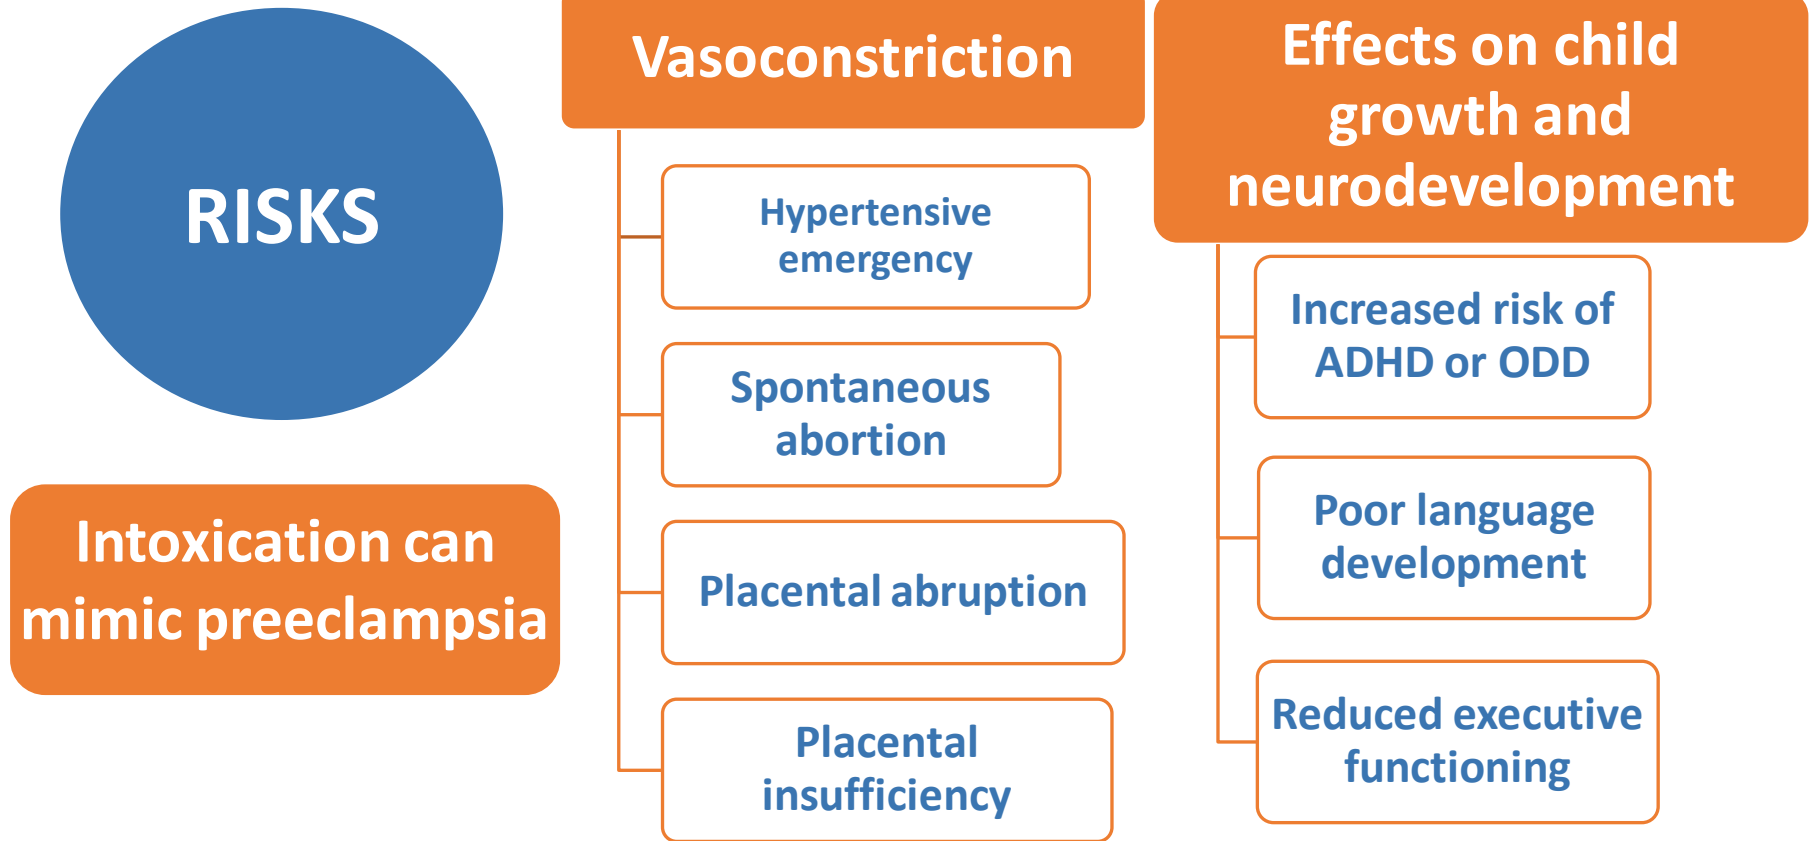 RISKS
Intoxication can
mimic preeclampsia
Vasoconstriction
Hypertensive
emergency
Spontaneous
abortion
Placental abruption
Placental
insufficiency
Effects on child
growth and
neurodevelopment
Increased risk of
ADHD or ODD
Poor language
development
Reduced executive
functioning